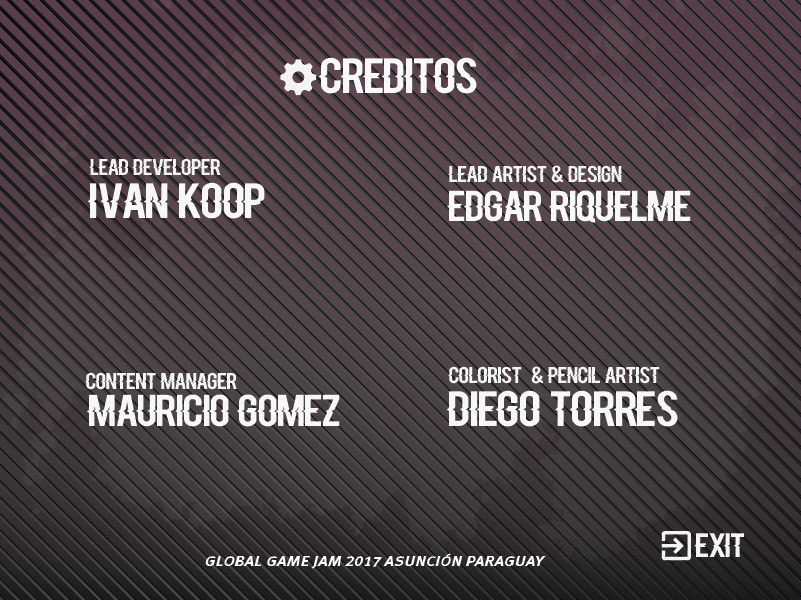 CREDITOS
LEAD DEVELOPER
IVAN KOOP
LEAD ARTIST & DESIGN
EDGAR RIQUELME
CONTENT MANAGER
MAURICIO GOMEZ
COLORIST & PENCIL ARTIST
DIEGO TORRES
EXIT
GLOBAL GAME JAM 2017 ASUNCIÓN PARAGUAY